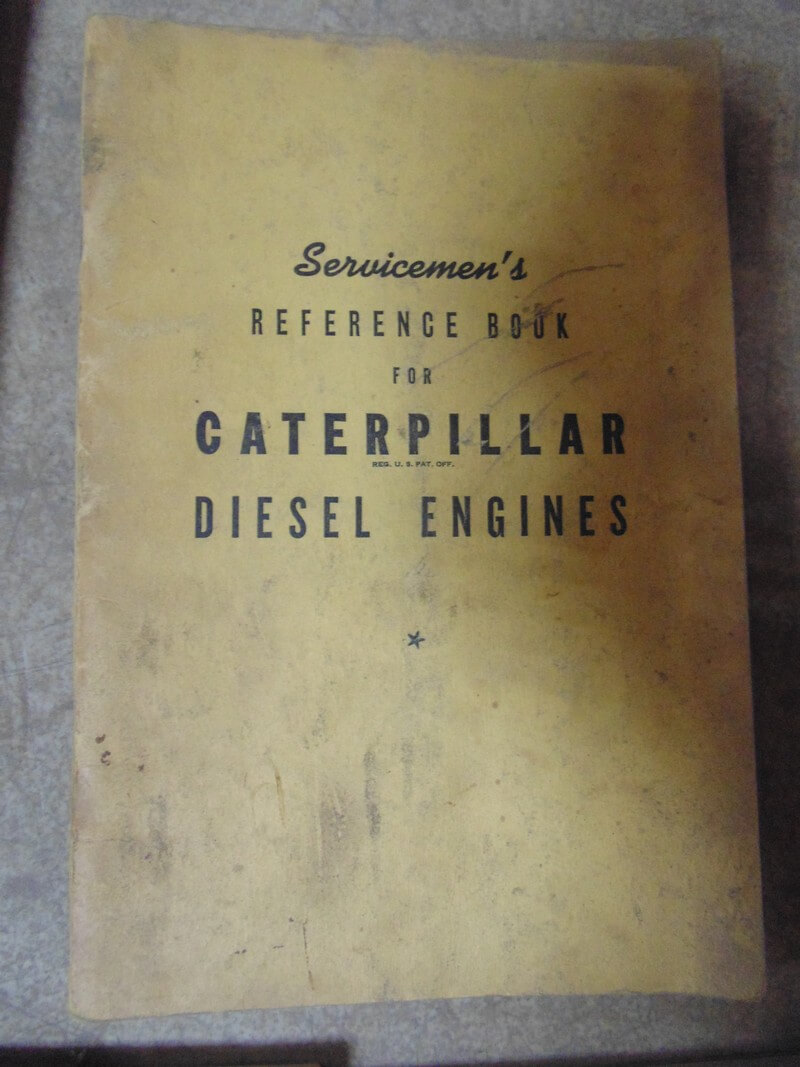 Servicemen's
REFERENCE BOOK
FOR
CATERPILLAR
REG. U. S. PAT. OFF.
DIESEL ENGINES